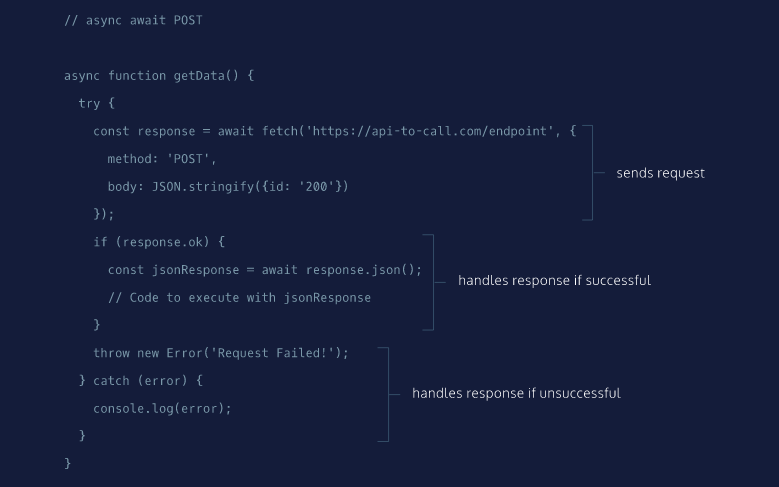 // async await POST
async function getData() {
try {
const response = await fetch('https://api-to-call.com/endpoint', {
method: 'POST',
body: JSON.stringify({id: '200'})
});
sends request
if (response.ok) {
const jsonResponse = await response.json();
// Code to execute with jsonResponse
}
handles response if successful
throw new Error('Request Failed!');
} catch (error) {
console.log(error);
}
handles response if unsuccessful
}